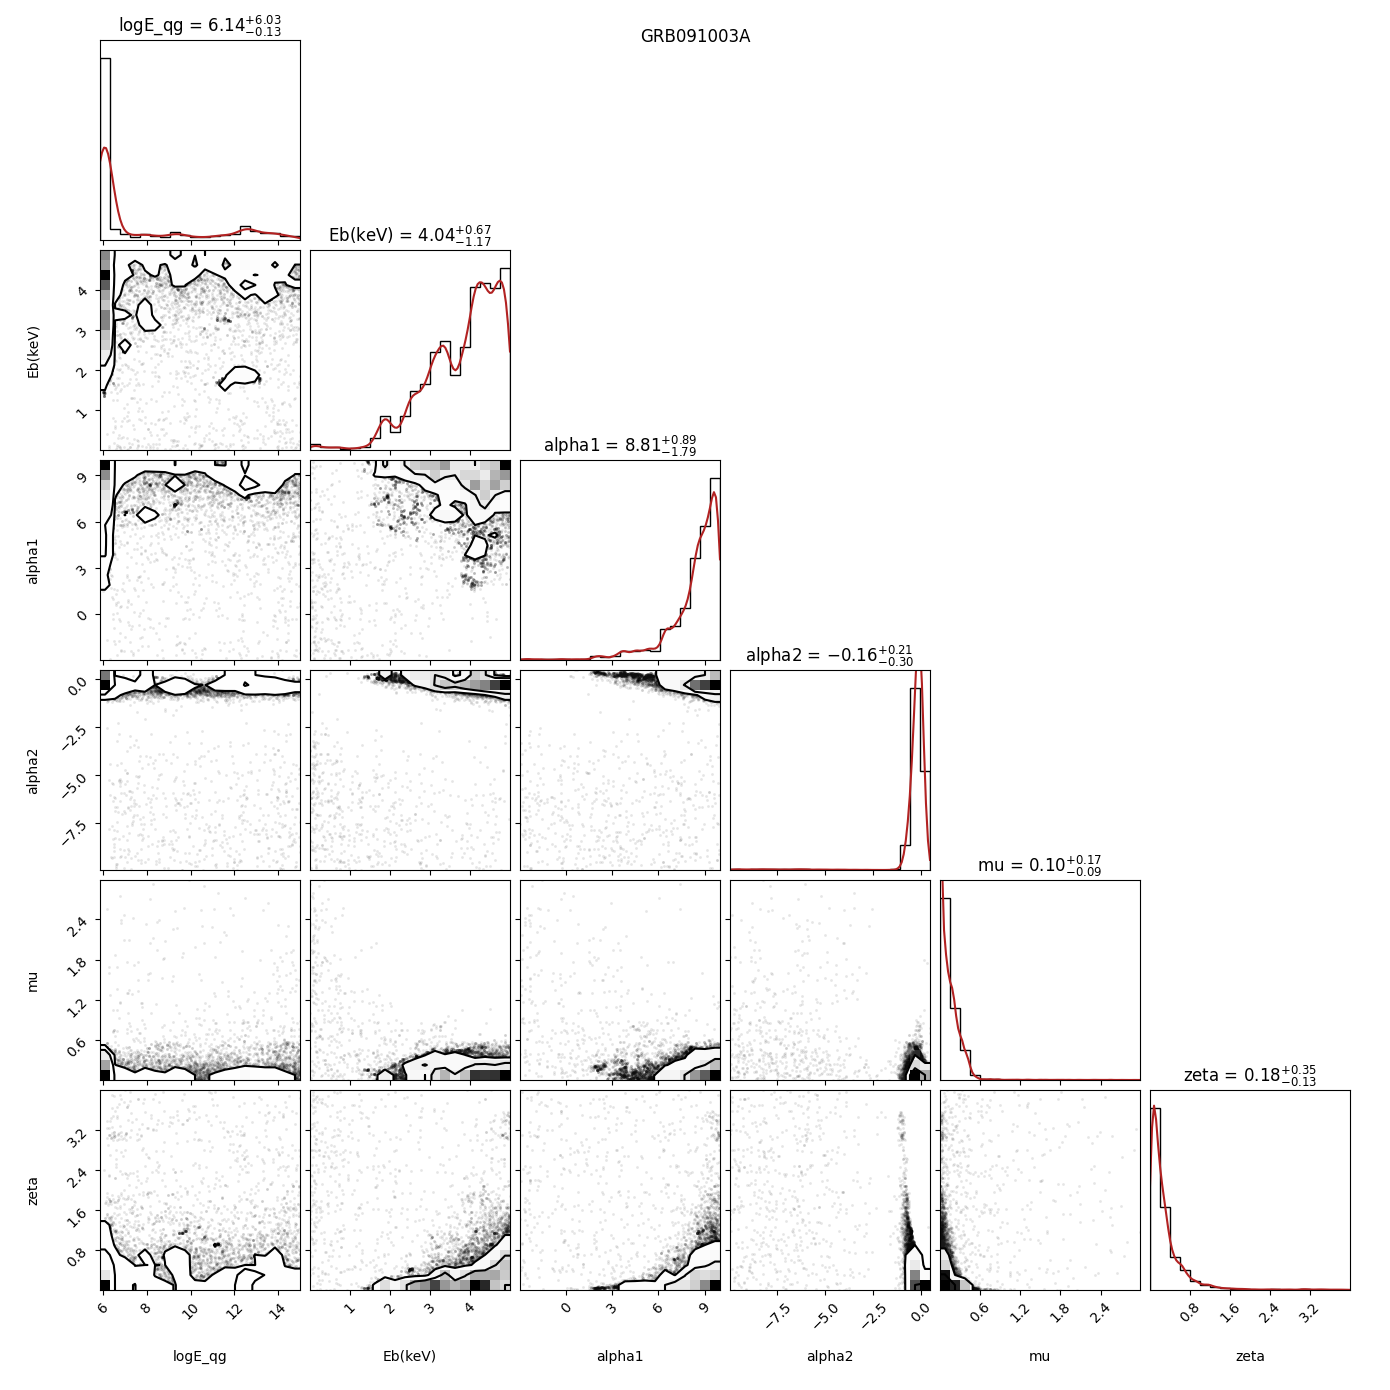 logE_qg = 6.14+6.03 −0.13
GRB091003A
Eb(keV) = 4.04+0.67 −1.17
4
3
2
1
Eb(keV)
alpha1 = 8.81+0.89 −1.79
9
6
3
0
alpha1
alpha2 = −0.16+0.21 −0.30
0.0
−2.5
−5.0
−7.5
alpha2
mu = 0.10+0.17 −0.09
2.4
1.8
1.2
0.6
mu
zeta = 0.18+0.35 −0.13
3.2
2.4
1.6
0.8
zeta
6 8 10 12 14 1 2 3 4 0 3 6 9 −7.5 −5.0 −2.5 0.0 0.6 1.2 1.8 2.4 0.8 1.6 2.4 3.2
logE_qg Eb(keV) alpha1 alpha2 mu zeta